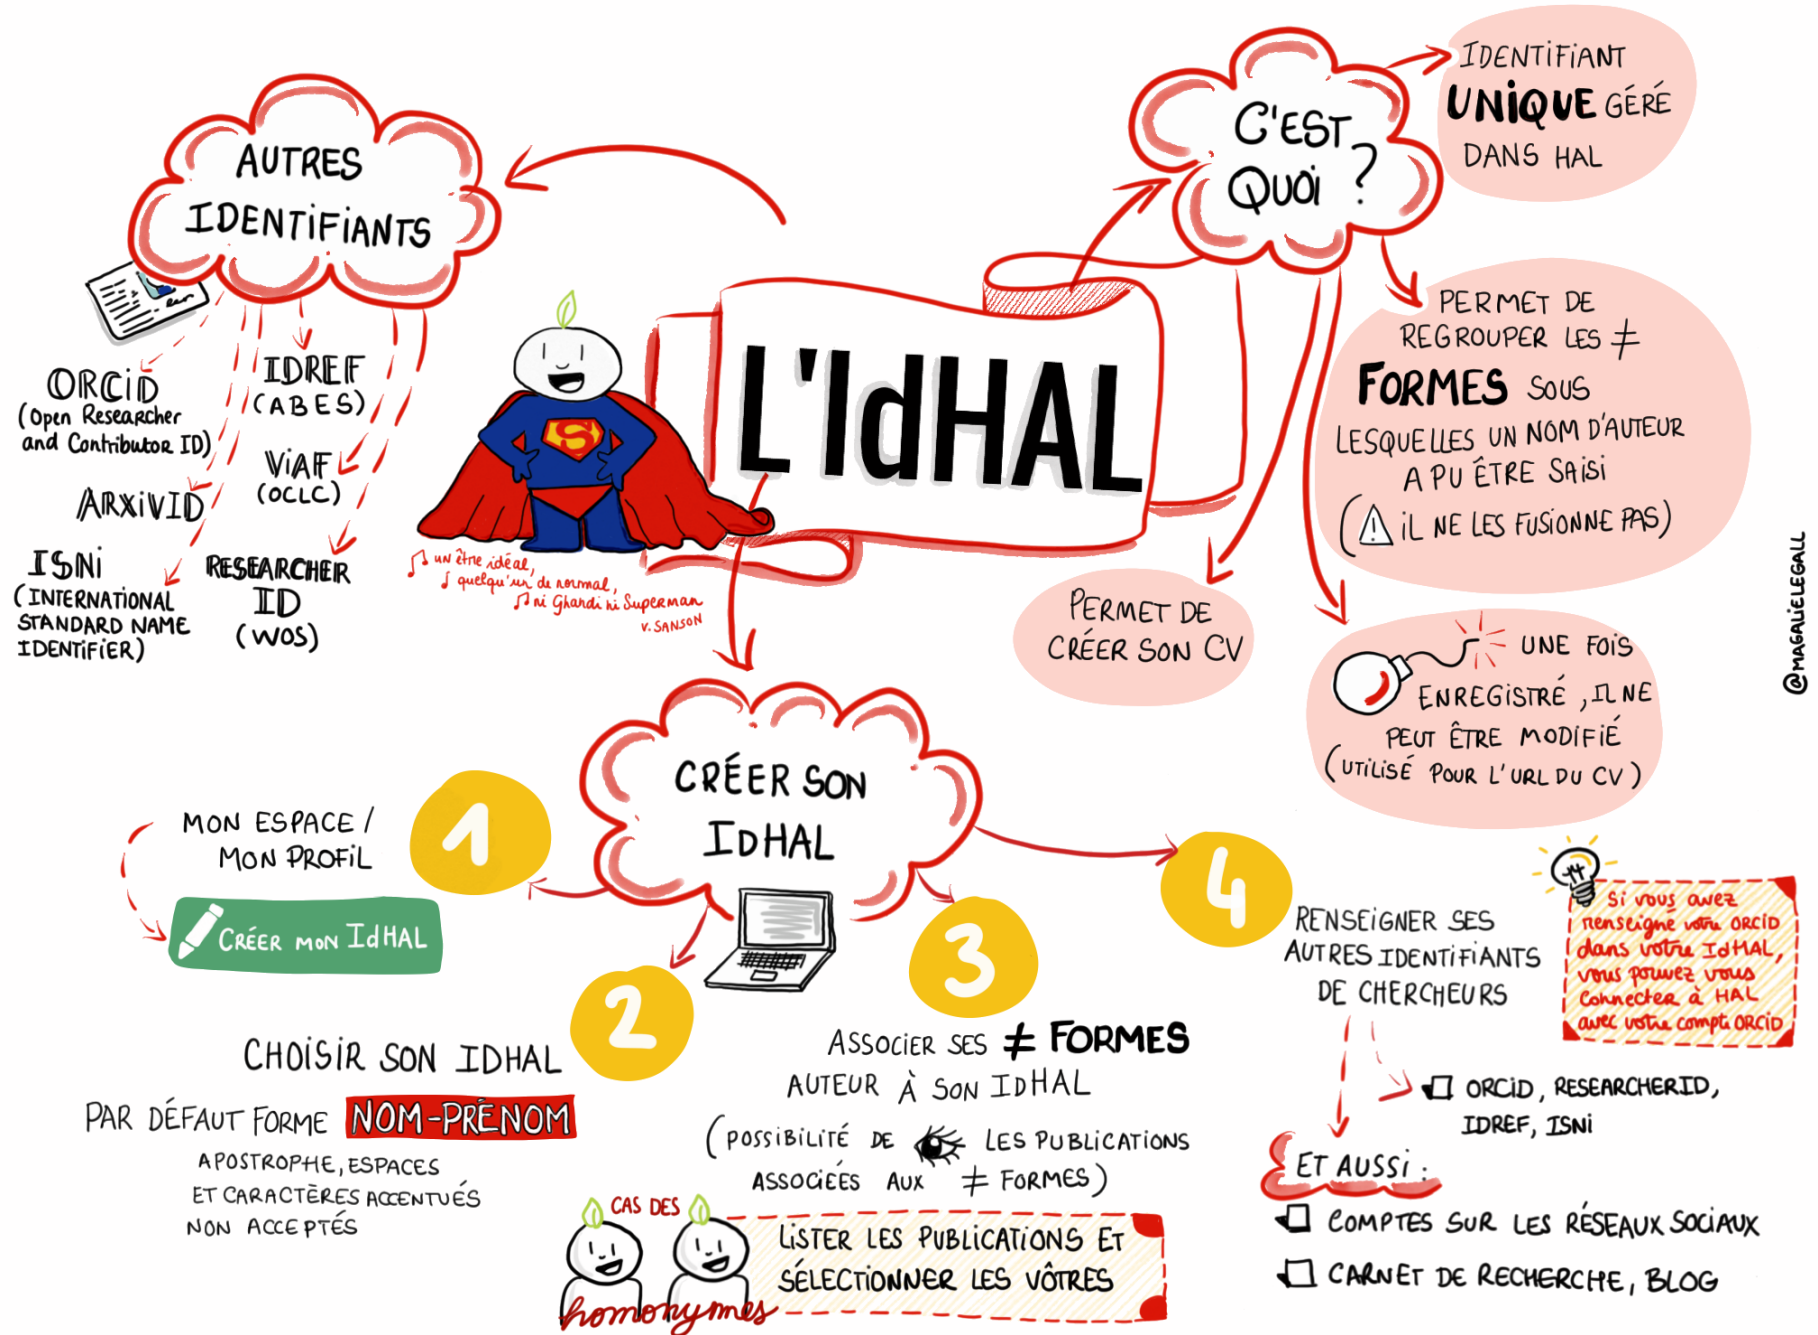 L'IdHAL
C'EST
QUOI ?
IDENTIFIANT
UNIQUE GÉRÉ
DANS HAL
PERMET DE
REGROUPER LES ≠
FORMES SOUS
LESQUELLES UN NOM D'AUTEUR
A PU ÊTRE SAISI
(⚠ IL NE LES FUSIONNE PAS)
UNE FOIS
ENREGISTRÉ, IL NE
PEUT ÊTRE MODIFIÉ
(UTILISÉ POUR L'URL DU CV)
PERMET DE
CRÉER SON CV
AUTRES
IDENTIFIANTS
ORCID
(Open Researcher
and Contributor ID)
IDREF
(ABES)
ARXIVID
VIAF
(OCLC)
ISNI
(INTERNATIONAL
STANDARD NAME
IDENTIFIER)
RESEARCHER
ID
(WOS)
S
♫ un être idéal,
♪ quelqu'un de normal,
♫ ni Ghandi ni Superman
V. SANSON
CRÉER SON
IDHAL
1
MON ESPACE /
MON PROFIL
CRÉER MON IdHAL
2
CHOISIR SON IDHAL
PAR DÉFAUT FORME NOM-PRÉNOM
APOSTROPHE, ESPACES
ET CARACTÈRES ACCENTUÉS
NON ACCEPTÉS
3
ASSOCIER SES ≠ FORMES
AUTEUR À SON IDHAL
(POSSIBILITÉ DE LES PUBLICATIONS
ASSOCIÉES AUX ≠ FORMES)
CAS DES
homonymes
LISTER LES PUBLICATIONS ET
SÉLECTIONNER LES VÔTRES
4
RENSEIGNER SES
AUTRES IDENTIFIANTS
DE CHERCHEURS
ORCID, RESEARCHERID,
IDREF, ISNI
ET AUSSI :
COMPTES SUR LES RÉSEAUX SOCIAUX
CARNET DE RECHERCHE, BLOG
Si vous avez
renseigné votre ORCID
dans votre IdHAL,
vous pouvez vous
connecter à HAL
avec votre compte ORCID
@MAGALIELEGALL